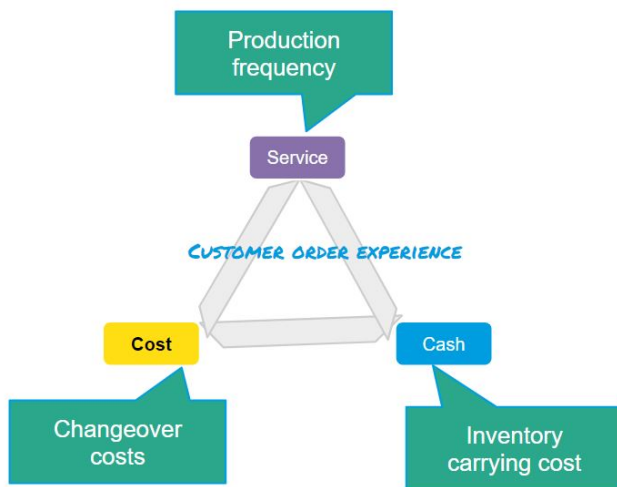 Production
frequency
Service
CUSTOMER ORDER EXPERIENCE
Cost
Cash
Changeover
costs
Inventory
carrying cost